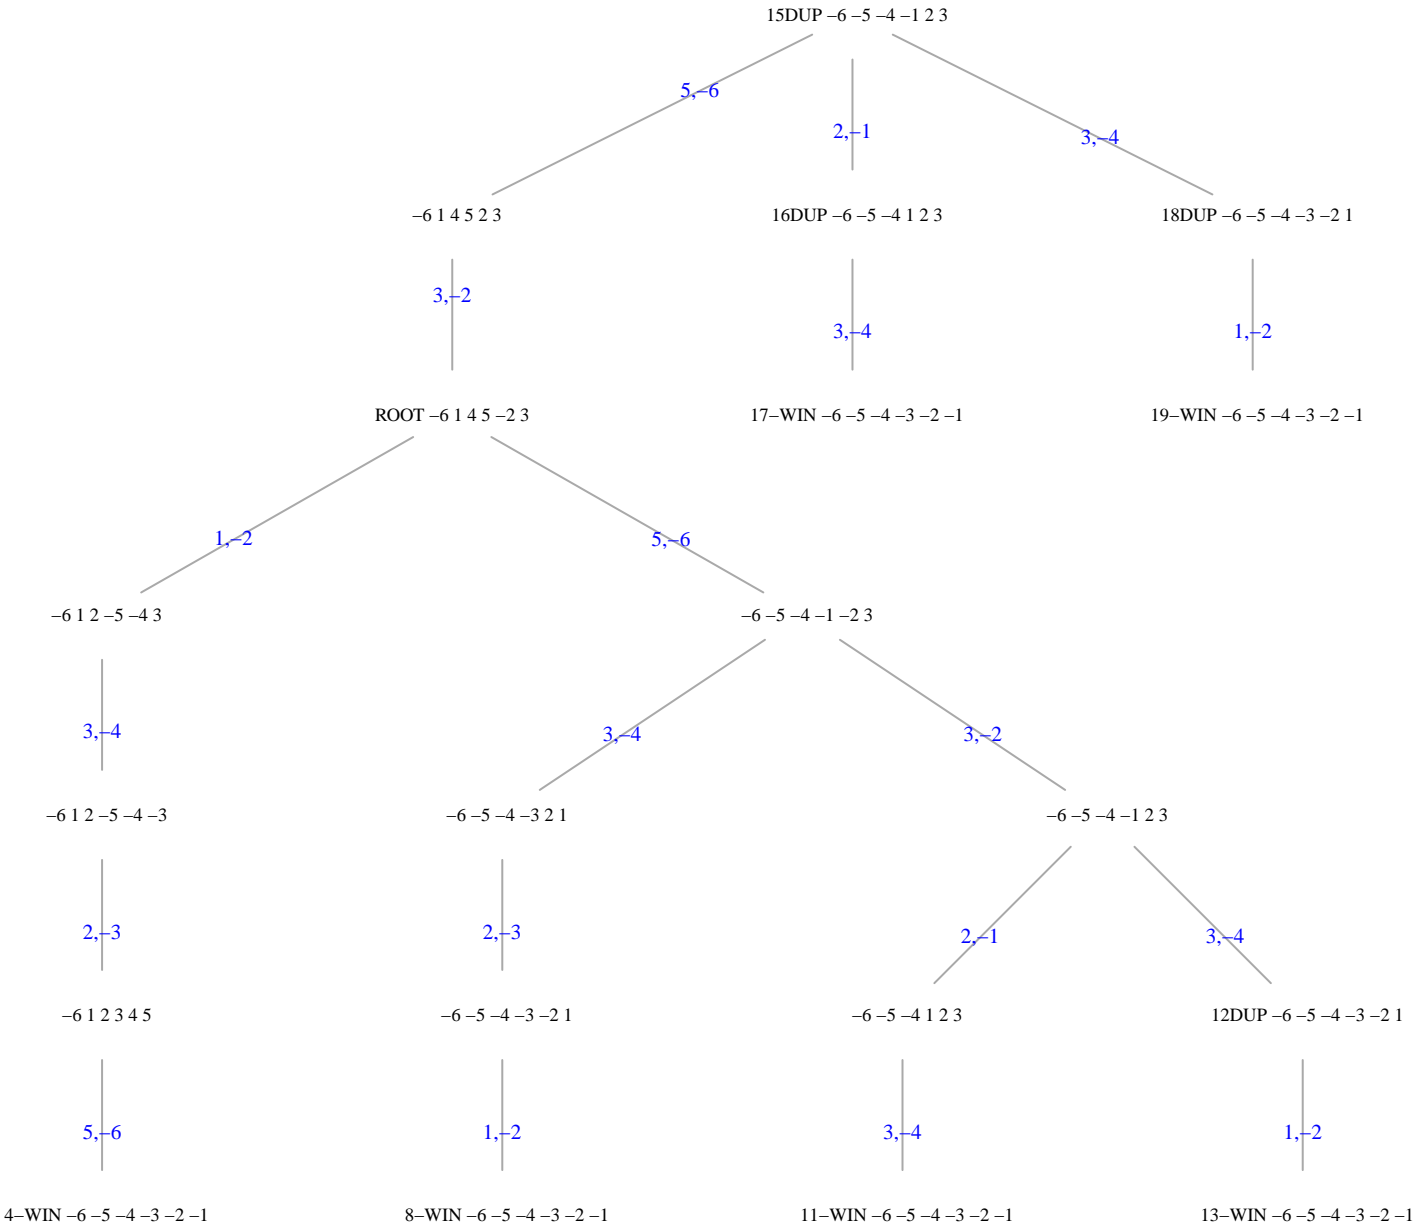 15DUP –6 –5 –4 –1 2 3
5,–6
2,–1
3,–4
–6 1 4 5 2 3
16DUP –6 –5 –4 1 2 3
18DUP –6 –5 –4 –3 –2 1
3,–2
3,–4
1,–2
ROOT –6 1 4 5 –2 3
17–WIN –6 –5 –4 –3 –2 –1
19–WIN –6 –5 –4 –3 –2 –1
1,–2
5,–6
–6 1 2 –5 –4 3
–6 –5 –4 –1 –2 3
3,–4
3,–4
3,–2
–6 1 2 –5 –4 –3
–6 –5 –4 –3 2 1
–6 –5 –4 –1 2 3
2,–3
2,–3
2,–1
3,–4
–6 1 2 3 4 5
–6 –5 –4 –3 –2 1
–6 –5 –4 1 2 3
12DUP –6 –5 –4 –3 –2 1
5,–6
1,–2
3,–4
1,–2
4–WIN –6 –5 –4 –3 –2 –1
8–WIN –6 –5 –4 –3 –2 –1
11–WIN –6 –5 –4 –3 –2 –1
13–WIN –6 –5 –4 –3 –2 –1